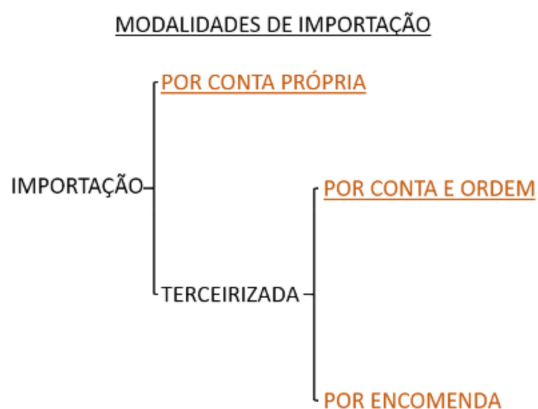 MODALIDADES DE IMPORTAÇÃO
POR CONTA PRÓPRIA
IMPORTAÇÃO
POR CONTA E ORDEM
TERCEIRIZADA
POR ENCOMENDA